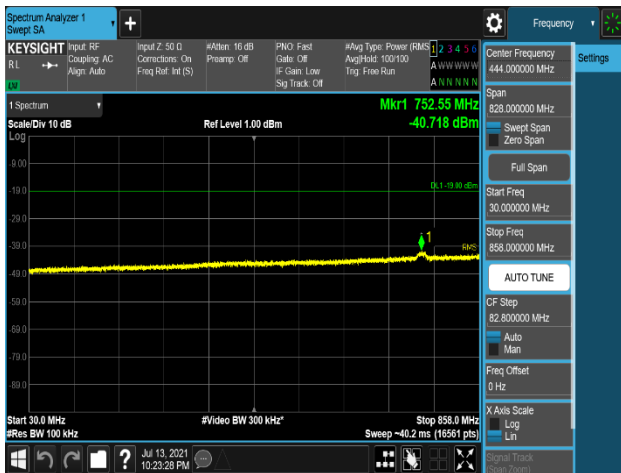 Spectrum Analyzer 1
Swept SA
Frequency
KEYSIGHT
RL
Input: RF
Coupling: AC
Align: Auto
Input Z: 50 Ω
Corrections: On
Freq Ref: Int (S)
#Atten: 16 dB
Preamp: Off
PNO: Fast
Gate: Off
IF Gain: Low
Sig Track: Off
#Avg Type: Power (RMS
Avg|Hold: 100/100
Trig: Free Run
1 2 3 4 5 6
A W W W W W
A N N N N N
1 Spectrum
Scale/Div 10 dB
Log
Ref Level 1.00 dBm
Mkr1 752.55 MHz
-40.718 dBm
-9.00
-19.0
-29.0
-39.0
-49.0
-59.0
-69.0
-79.0
-89.0
DL1 -19.00 dBm
1
RMS
Start 30.0 MHz
#Res BW 100 kHz
#Video BW 300 kHz*
Stop 858.0 MHz
Sweep ~40.2 ms (16561 pts)
Jul 13, 2021
10:23:28 PM
Center Frequency
444.000000 MHz
Settings
Span
828.000000 MHz
Swept Span
Zero Span
Full Span
Start Freq
30.000000 MHz
Stop Freq
858.000000 MHz
AUTO TUNE
CF Step
82.800000 MHz
Auto
Man
Freq Offset
0 Hz
X Axis Scale
Log
Lin
Signal Track
(Span Zoom)